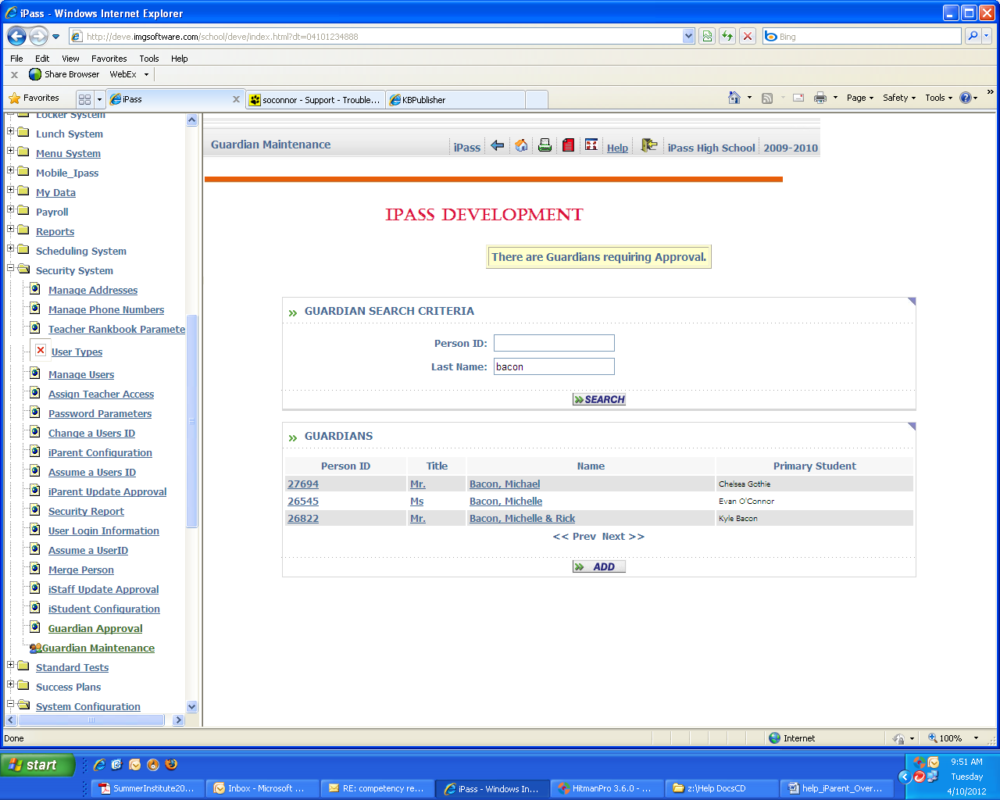 iPass - Windows Internet Explorer
http://deve.imgsoftware.com/school/deve/index.html?dt=04101234888
Bing
File Edit View Favorites Tools Help
x Share Browser WebEx
Favorites
iPass
soconnor - Support - Trouble...
KBPublisher
Page Safety Tools
Locker System
Lunch System
Menu System
Mobile_Ipass
My Data
Payroll
Reports
Scheduling System
Security System
Manage Addresses
Manage Phone Numbers
Teacher Rankbook Paramete
User Types
Manage Users
Assign Teacher Access
Password Parameters
Change a Users ID
iParent Configuration
Assume a Users ID
iParent Update Approval
Security Report
User Login Information
Assume a UserID
Merge Person
iStaff Update Approval
iStudent Configuration
Guardian Approval
Guardian Maintenance
Standard Tests
Success Plans
System Configuration
Guardian Maintenance
iPass Help iPass High School 2009-2010
IPASS DEVELOPMENT
There are Guardians requiring Approval.
GUARDIAN SEARCH CRITERIA
Person ID:
Last Name: bacon
SEARCH
GUARDIANS
Person ID Title Name Primary Student
27694 Mr. Bacon, Michael Chelsea Gothie
26545 Ms Bacon, Michelle Evan O'Connor
26822 Mr. Bacon, Michelle & Rick Kyle Bacon
<< Prev Next >>
ADD
Done
Internet
100%
start
SummerInstitute20...
Inbox - Microsoft ...
RE: competency re...
iPass - Windows In...
HitmanPro 3.6.0 - ...
z:\Help DocsCD
help_iParent_Over...
9:51 AM
Tuesday
4/10/2012